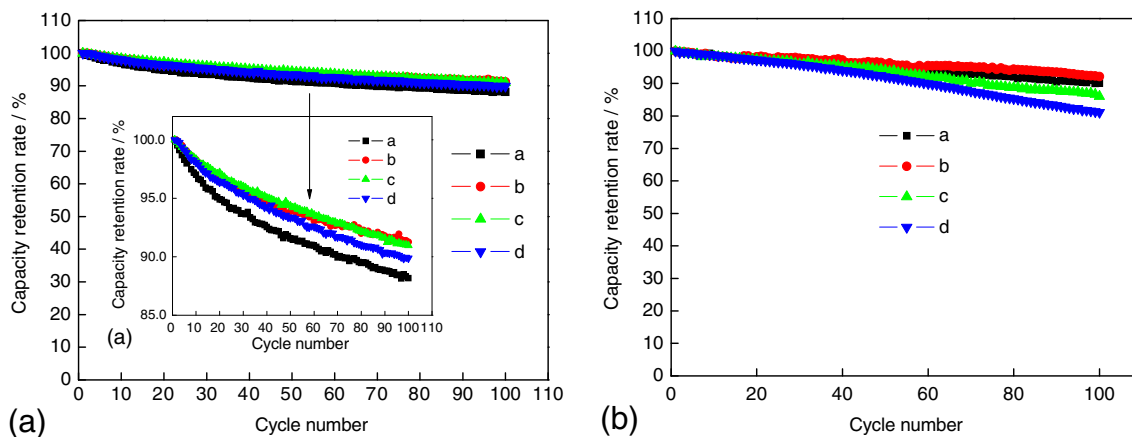 110
100
90
80
70
60
50
40
30
20
10
0
0 10 20 30 40 50 60 70 80 90 100 110
Capacity retention rate / %
Cycle number
a
b
c
d
100.0
95.0
90.0
85.0
0 10 20 30 40 50 60 70 80 90 100 110
Capacity retention rate / %
Cycle number
a
b
c
d
(a)
(a)
110
100
90
80
70
60
50
40
30
20
10
0
0 20 40 60 80 100
Capacity retention rate / %
Cycle number
a
b
c
d
(b)